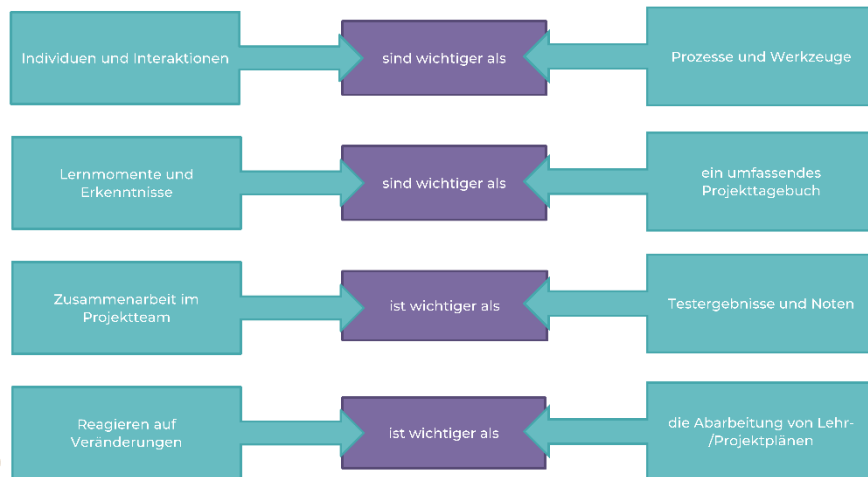 Individuen und Interaktionen
sind wichtiger als
Prozesse und Werkzeuge
Lernmomente und
Erkenntnisse
sind wichtiger als
ein umfassendes
Projekttagebuch
Zusammenarbeit im
Projektteam
ist wichtiger als
Testergebnisse und Noten
Reagieren auf
Veränderungen
ist wichtiger als
die Abarbeitung von Lehr-
/Projektplänen